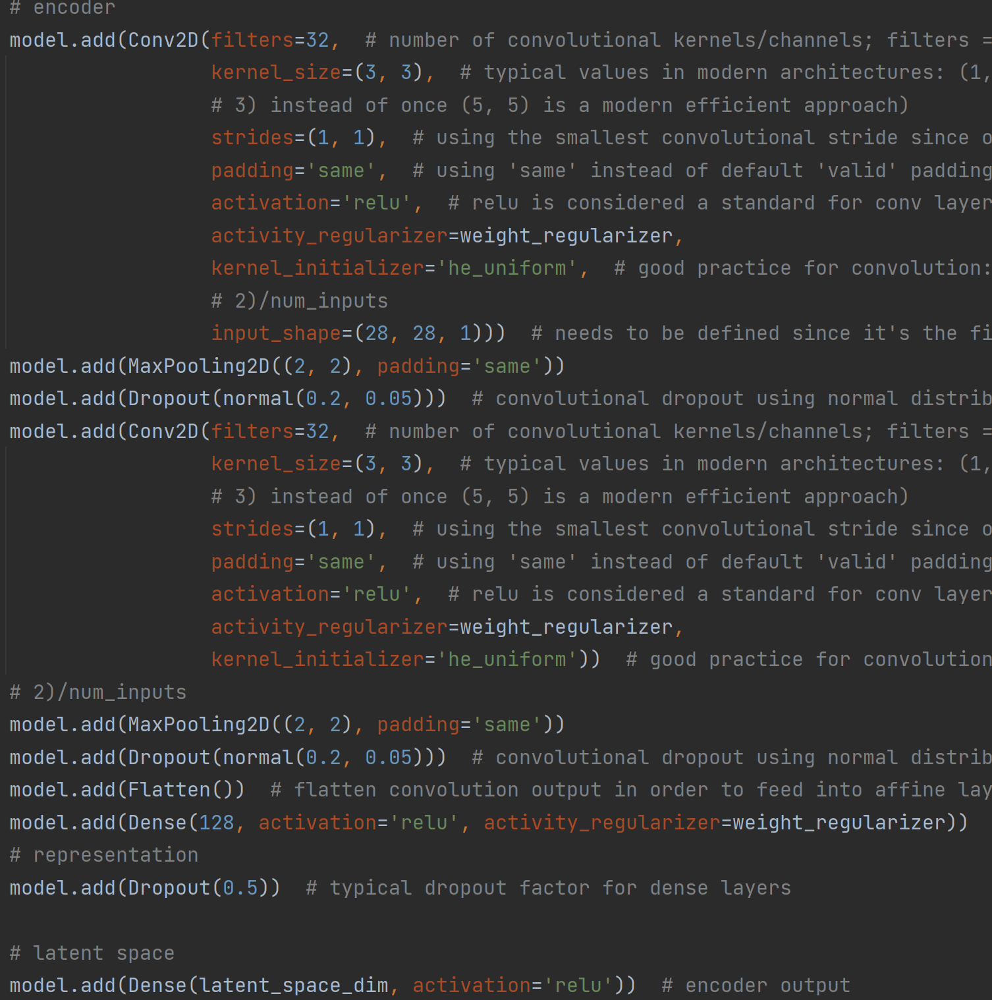 # encoder
model.add(Conv2D(filters=32,  # number of convolutional kernels/channels; filters =
                 kernel_size=(3, 3),  # typical values in modern architectures: (1,
                 # 3) instead of once (5, 5) is a modern efficient approach)
                 strides=(1, 1),  # using the smallest convolutional stride since o
                 padding='same',  # using 'same' instead of default 'valid' padding
                 activation='relu',  # relu is considered a standard for conv layer
                 activity_regularizer=weight_regularizer,
                 kernel_initializer='he_uniform',  # good practice for convolution:
                 # 2)/num_inputs
                 input_shape=(28, 28, 1)))  # needs to be defined since it's the fi
model.add(MaxPooling2D((2, 2), padding='same'))
model.add(Dropout(normal(0.2, 0.05)))  # convolutional dropout using normal distrib
model.add(Conv2D(filters=32,  # number of convolutional kernels/channels; filters =
                 kernel_size=(3, 3),  # typical values in modern architectures: (1,
                 # 3) instead of once (5, 5) is a modern efficient approach)
                 strides=(1, 1),  # using the smallest convolutional stride since o
                 padding='same',  # using 'same' instead of default 'valid' padding
                 activation='relu',  # relu is considered a standard for conv layer
                 activity_regularizer=weight_regularizer,
                 kernel_initializer='he_uniform'))  # good practice for convolution
# 2)/num_inputs
model.add(MaxPooling2D((2, 2), padding='same'))
model.add(Dropout(normal(0.2, 0.05)))  # convolutional dropout using normal distrib
model.add(Flatten())  # flatten convolution output in order to feed into affine lay
model.add(Dense(128, activation='relu', activity_regularizer=weight_regularizer))
# representation
model.add(Dropout(0.5))  # typical dropout factor for dense layers

# latent space
model.add(Dense(latent_space_dim, activation='relu'))  # encoder output